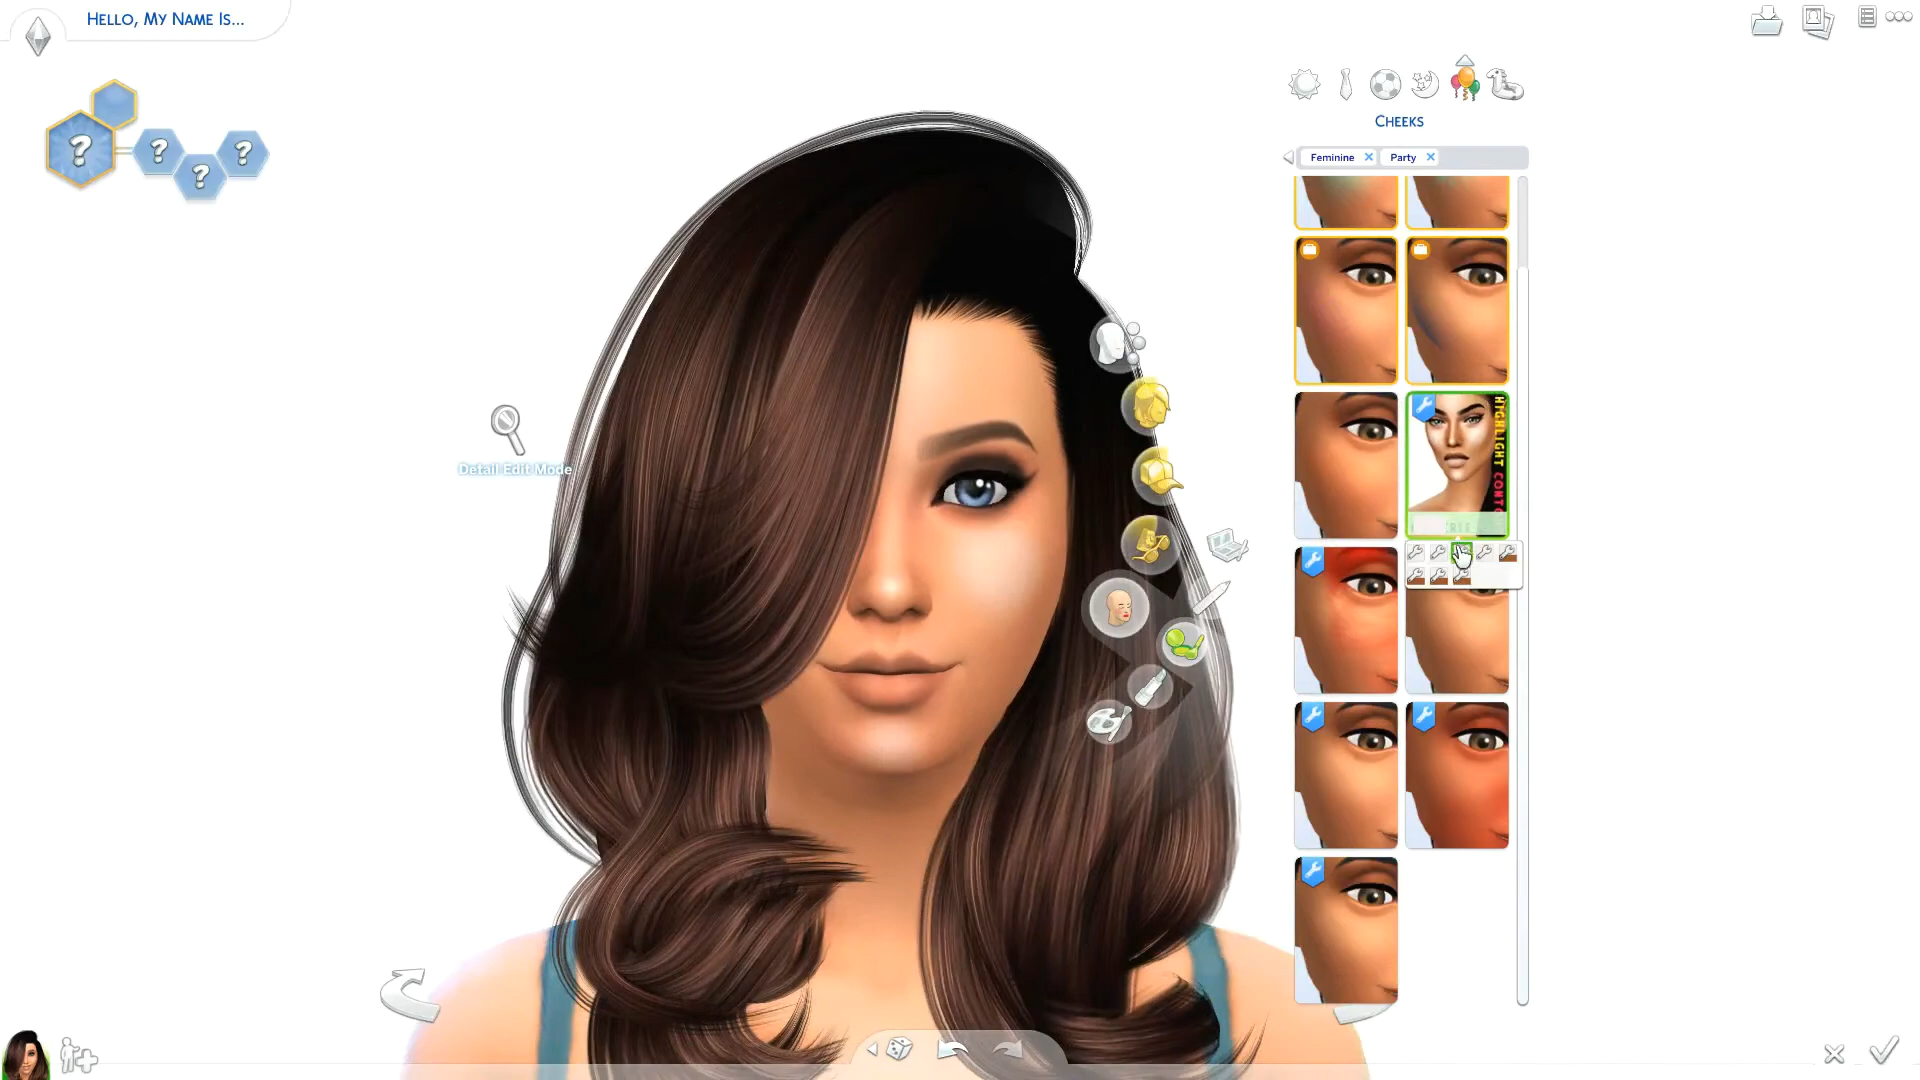 Hello, My Name Is...
Cheeks
Feminine
Party
HIGHLIGHT CONTO
Detail Edit Mode